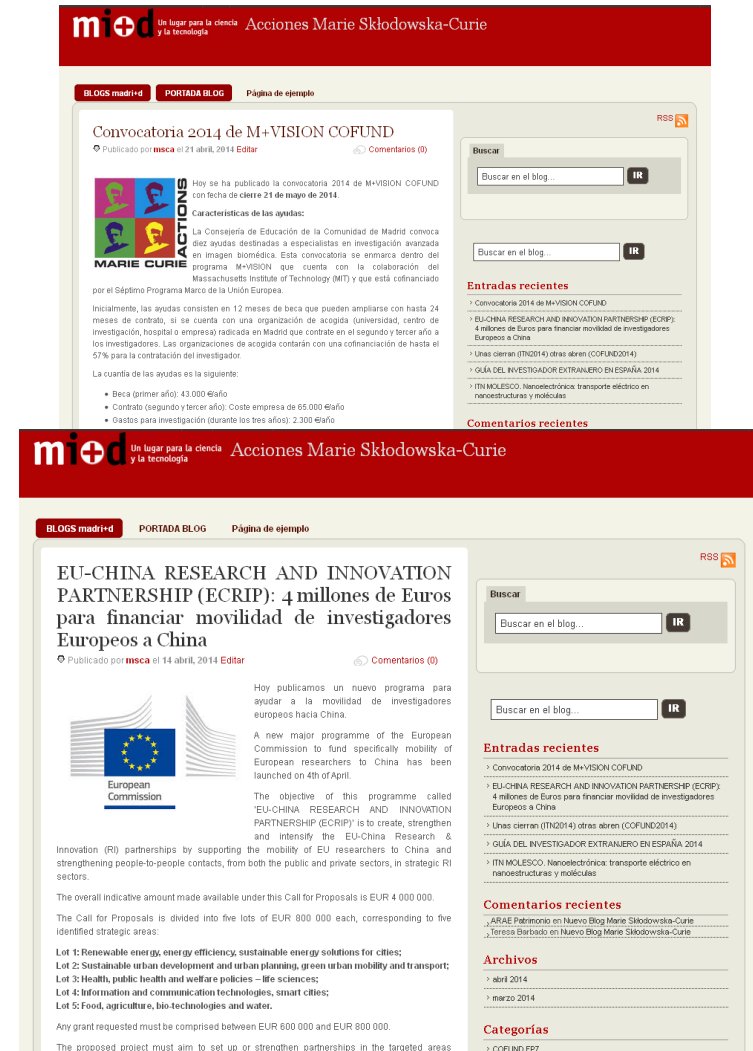 mi+d Un lugar para la ciencia
y la tecnología
Acciones Marie Skłodowska-Curie
BLOGS madri+d
PORTADA BLOG
Página de ejemplo
RSS
Convocatoria 2014 de M+VISION COFUND
Publicado por msca el 21 abril, 2014 Editar
Comentarios (0)
MARIE CURIE
ACTIONS
Hoy se ha publicado la convocatoria 2014 de M+VISION COFUND
con fecha de cierre 21 de mayo de 2014.
Características de las ayudas:
La Consejería de Educación de la Comunidad de Madrid convoca
diez ayudas destinadas a especialistas en investigación avanzada
en imagen biomédica. Esta convocatoria se enmarca dentro del
programa M+VISION que cuenta con la colaboración del
Massachusetts Institute of Technology (MIT) y que está cofinanciado
por el Séptimo Programa Marco de la Unión Europea.
Inicialmente, las ayudas consisten en 12 meses de beca que pueden ampliarse con hasta 24
meses de contrato, si se cuenta con una organización de acogida (universidad, centro de
investigación, hospital o empresa) radicada en Madrid que contrate en el segundo y tercer año a
los investigadores. Las organizaciones de acogida contarán con una cofinanciación de hasta el
57% para la contratación del investigador.
La cuantía de las ayudas es la siguiente:
Beca (primer año): 43.000 €/año
Contrato (segundo y tercer año): Coste empresa de 65.000 €/año
Gastos para investigación (durante los tres años): 2.300 €/año
Buscar
Buscar en el blog...
IR
Buscar en el blog...
IR
Entradas recientes
Convocatoria 2014 de M+VISION COFUND
EU-CHINA RESEARCH AND INNOVATION PARTNERSHIP (ECRIP):
4 millones de Euros para financiar movilidad de investigadores
Europeos a China
Unas cierran (ITN2014) otras abren (COFUND2014)
GUÍA DEL INVESTIGADOR EXTRANJERO EN ESPAÑA 2014
ITN MOLESCO. Nanoelectrónica: transporte eléctrico en
nanoestructuras y moléculas
Comentarios recientes
mi+d Un lugar para la ciencia
y la tecnología
Acciones Marie Skłodowska-Curie
BLOGS madri+d
PORTADA BLOG
Página de ejemplo
RSS
EU-CHINA RESEARCH AND INNOVATION
PARTNERSHIP (ECRIP): 4 millones de Euros
para financiar movilidad de investigadores
Europeos a China
Publicado por msca el 14 abril, 2014 Editar
Comentarios (0)
European
Commission
Hoy publicamos un nuevo programa para
ayudar a la movilidad de investigadores
europeos hacia China.
A new major programme of the European
Commission to fund specifically mobility of
European researchers to China has been
launched on 4th of April.
The objective of this programme called
'EU-CHINA RESEARCH AND INNOVATION
PARTNERSHIP (ECRIP)' is to create, strengthen
and intensify the EU-China Research &
Innovation (RI) partnerships by supporting the mobility of EU researchers to China and
strengthening people-to-people contacts, from both the public and private sectors, in strategic RI
sectors.
The overall indicative amount made available under this Call for Proposals is EUR 4 000 000.
The Call for Proposals is divided into five lots of EUR 800 000 each, corresponding to five
identified strategic areas:
Lot 1: Renewable energy, energy efficiency, sustainable energy solutions for cities;
Lot 2: Sustainable urban development and urban planning, green urban mobility and transport;
Lot 3: Health, public health and welfare policies – life sciences;
Lot 4: Information and communication technologies, smart cities;
Lot 5: Food, agriculture, bio-technologies and water.
Any grant requested must be comprised between EUR 600 000 and EUR 800 000.
The proposed project must aim to set up or strengthen partnerships in the targeted areas
Buscar
Buscar en el blog...
IR
Buscar en el blog...
IR
Entradas recientes
Convocatoria 2014 de M+VISION COFUND
EU-CHINA RESEARCH AND INNOVATION PARTNERSHIP (ECRIP):
4 millones de Euros para financiar movilidad de investigadores
Europeos a China
Unas cierran (ITN2014) otras abren (COFUND2014)
GUÍA DEL INVESTIGADOR EXTRANJERO EN ESPAÑA 2014
ITN MOLESCO. Nanoelectrónica: transporte eléctrico en
nanoestructuras y moléculas
Comentarios recientes
ARAE Patrimonio en Nuevo Blog Marie Skłodowska-Curie
Teresa Barbado en Nuevo Blog Marie Skłodowska-Curie
Archivos
abril 2014
marzo 2014
Categorías
COFUND FP7